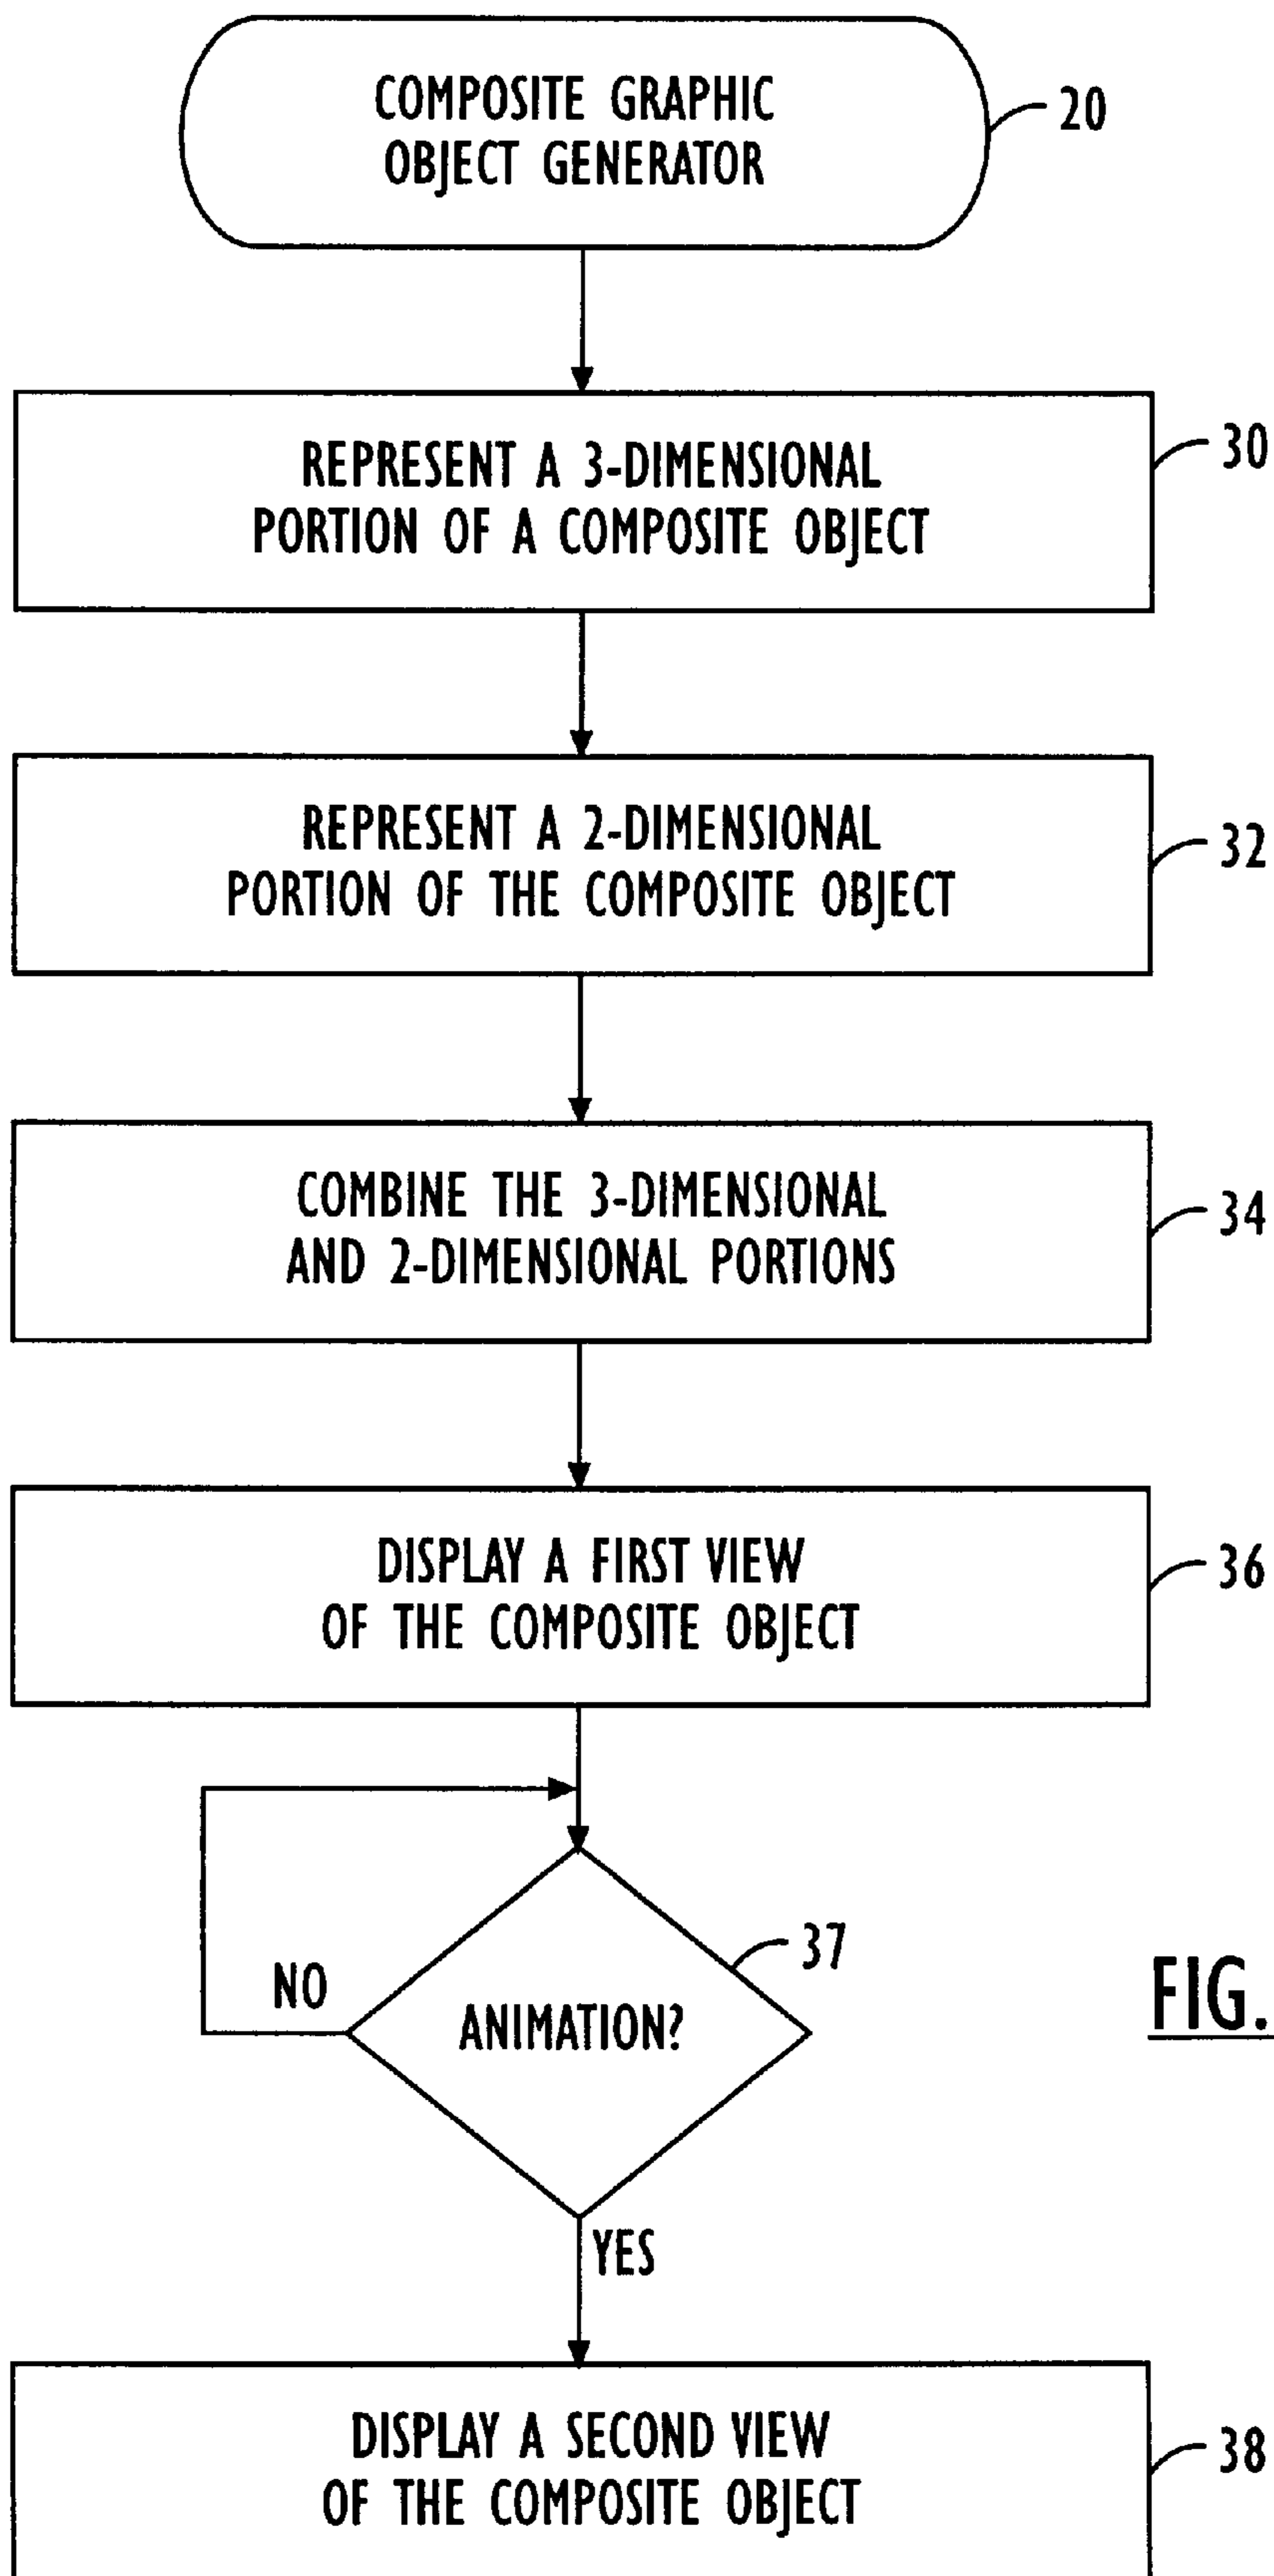 COMPOSITE GRAPHIC
OBJECT GENERATOR
20
REPRESENT A 3-DIMENSIONAL
PORTION OF A COMPOSITE OBJECT
30
REPRESENT A 2-DIMENSIONAL
PORTION OF THE COMPOSITE OBJECT
32
COMBINE THE 3-DIMENSIONAL
AND 2-DIMENSIONAL PORTIONS
34
DISPLAY A FIRST VIEW
OF THE COMPOSITE OBJECT
36
37
NO
ANIMATION?
FIG.
YES
DISPLAY A SECOND VIEW
OF THE COMPOSITE OBJECT
38